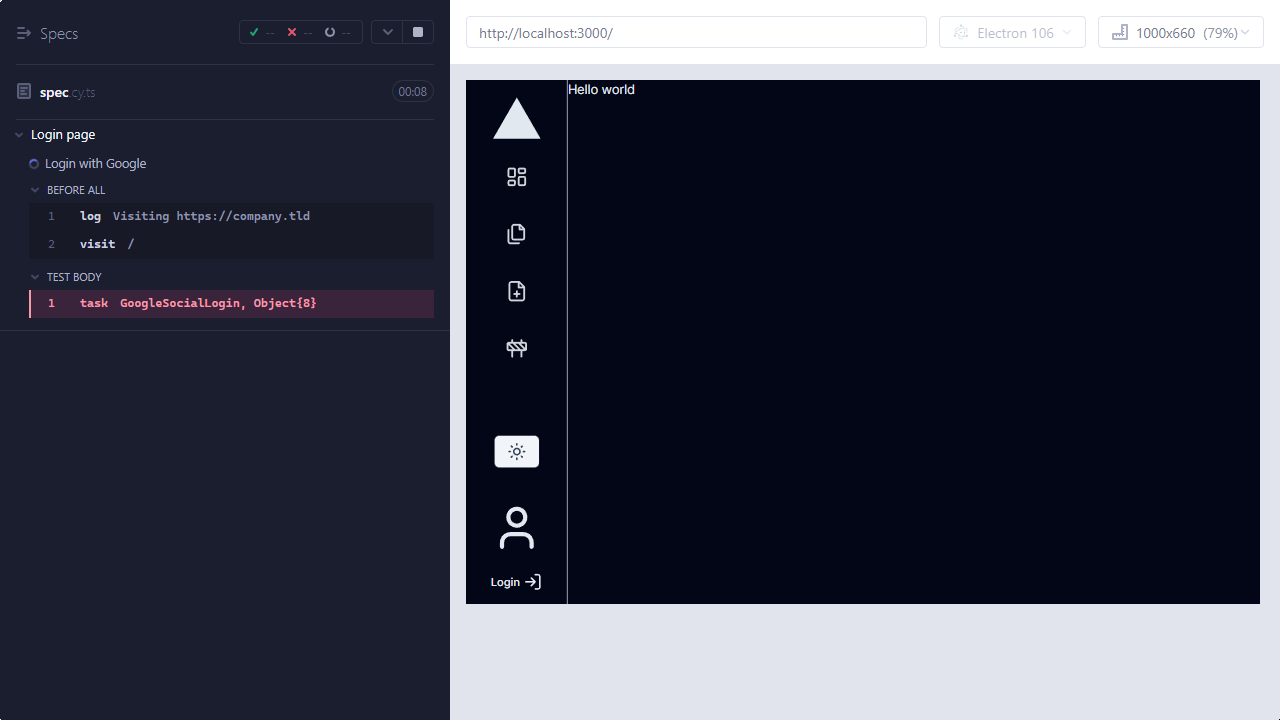 Specs
--
--
--
http://localhost:3000/
Electron 106
1000x660 (79%)
spec.cy.ts
00:08
Login page
Login with Google
BEFORE ALL
1 log Visiting https://company.tld
2 visit /
TEST BODY
1 task GoogleSocialLogin, Object{8}
Hello world
Login